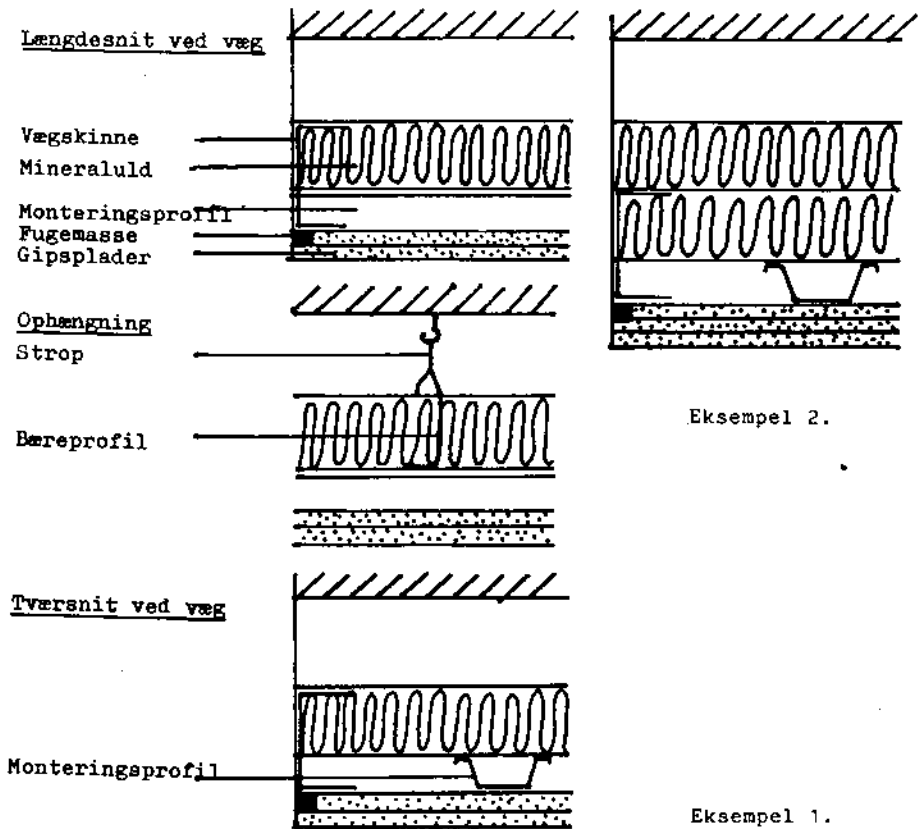 Længdesnit ved væg
Vægskinne
Mineraluld
Monteringsprofil
Fugemasse
Gipsplader
Ophængning
Strop
Bæreprofil
Eksempel 2.
Tværsnit ved væg
Monteringsprofil
Eksempel 1.